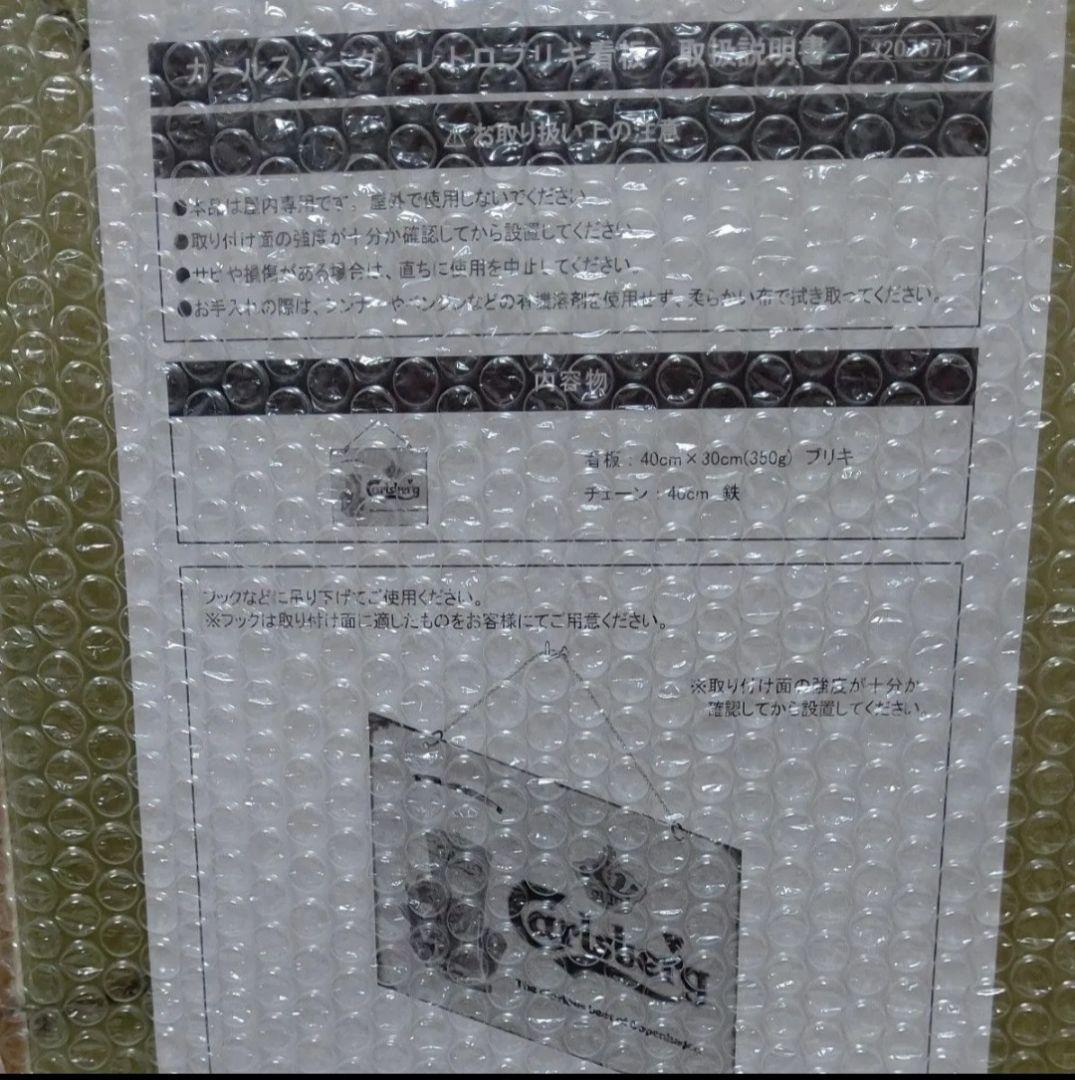 カールスバーグ レトロブリキ看板 取扱説明書
⚠お取り扱い上の注意
●本品は屋内専用です。屋外で使用しないでください。
●取り付け面の強度が十分か確認してから設置してください。
●サビや損傷がある場合は、直ちに使用を中止してください。
●お手入れの際は、シンナーやベンジンなどの有機溶剤を使用せず、柔らかい布で拭き取ってください。
内容物
Carlsberg
看板:40cm×30cm(350g) ブリキ
チェーン:40cm 鉄
フックなどに吊り下げてご使用ください。
※フックは取り付け面に適したものをお客様にてご用意ください。
※取り付け面の強度が十分か
確認してから設置してください。
Carlsberg
of Copenhagen